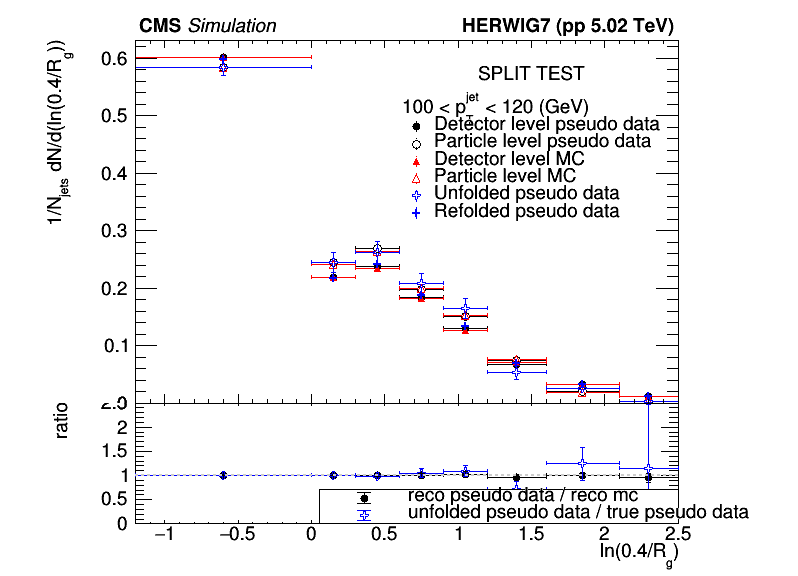 CMS Simulation HERWIG7 (pp 5.02 TeV)
1/N_jets dN/d(ln(0.4/R_g))
0.6
0.5
0.4
0.3
0.2
0.1
SPLIT TEST
100 < p_T^jet < 120 (GeV)
Detector level pseudo data
Particle level pseudo data
Detector level MC
Particle level MC
Unfolded pseudo data
Refolded pseudo data
ratio
2
1.5
1
0.5
0
reco pseudo data / reco mc
unfolded pseudo data / true pseudo data
−1 −0.5 0 0.5 1 1.5 2 2.5
ln(0.4/R_g)